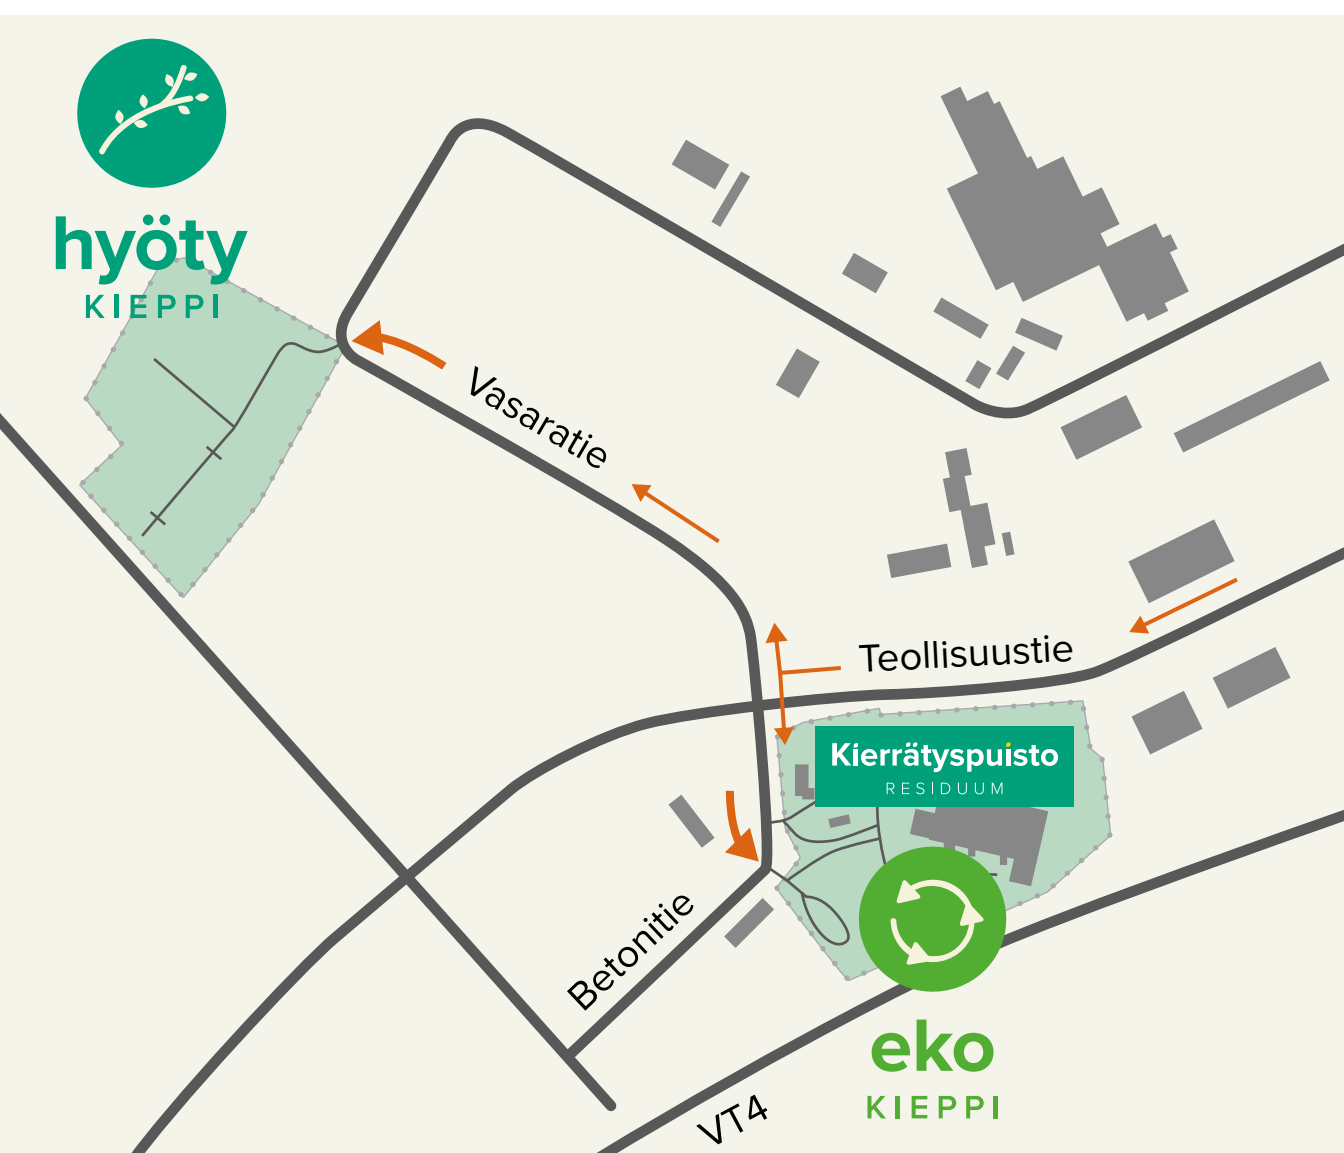 hyöty
KIEPPI
Vasaratie
Teollisuustie
Kierrätyspuisto
RESIDUUM
Betonitie
eko
KIEPPI
VT4